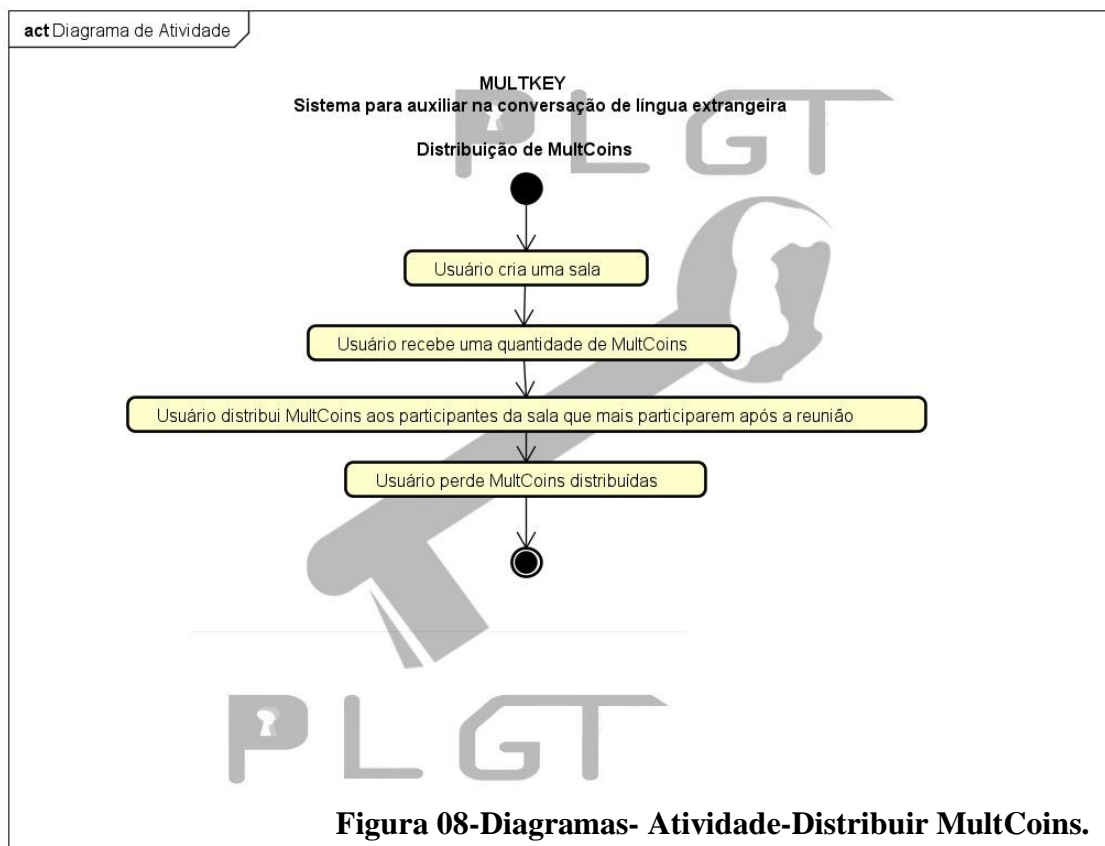 act Diagrama de Atividade
MULTKEY
Sistema para auxiliar na conversação de língua extrangeira
PLGT
Distribuição de MultCoins
Usuário cria uma sala
Usuário recebe uma quantidade de MultCoins
Usuário distribui MultCoins aos participantes da sala que mais participarem após a reunião
Usuário perde MultCoins distribuídas
PLGT
Figura 08-Diagramas- Atividade-Distribuir MultCoins.